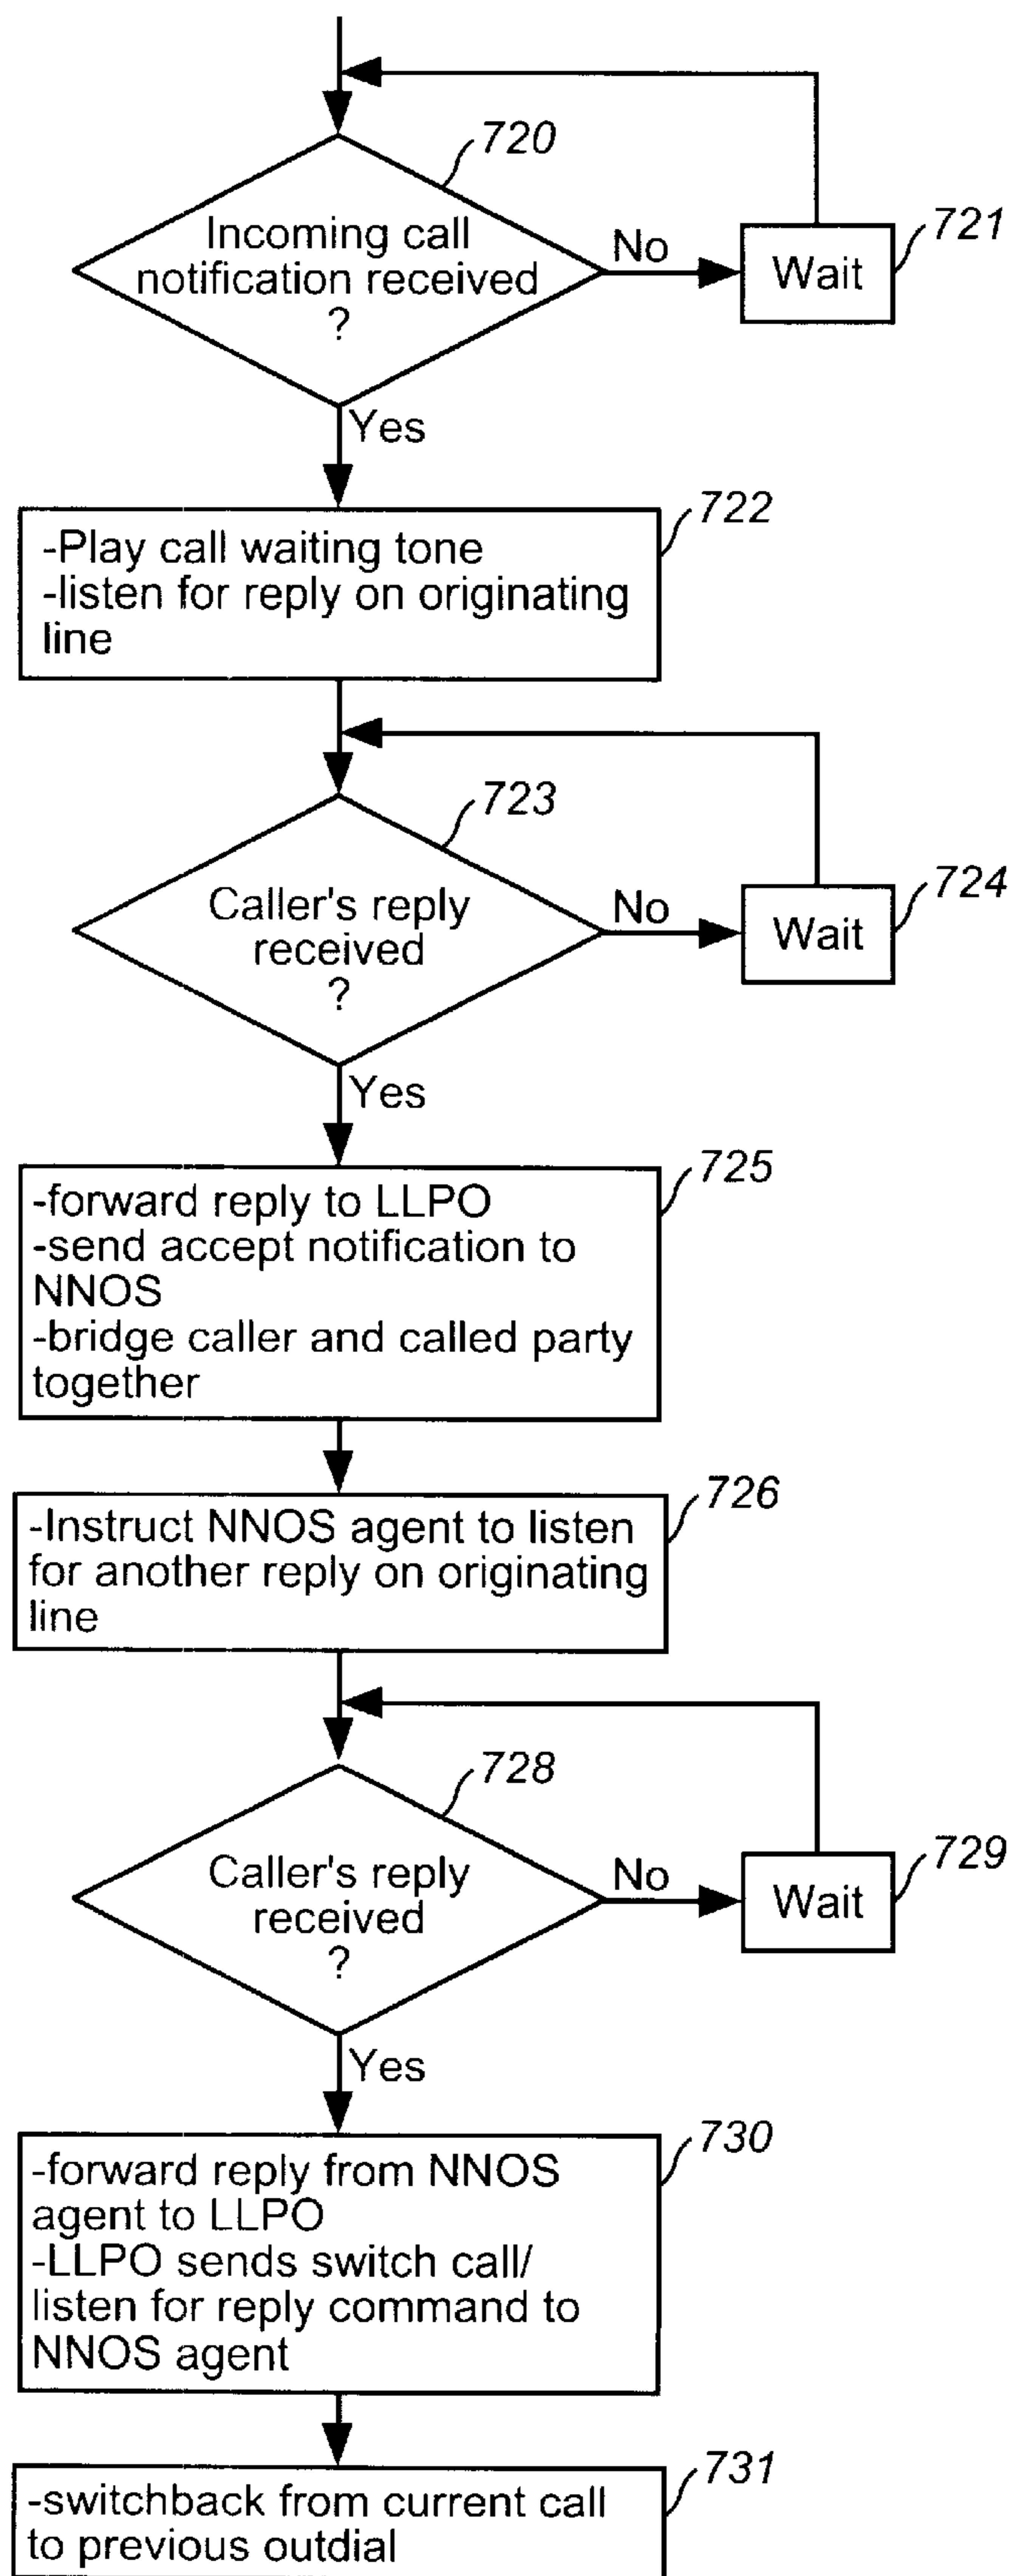 720
Incoming call
notification received
?
No
Wait
721
Yes
722
-Play call waiting tone
-listen for reply on originating
line
723
Caller's reply
received
?
No
Wait
724
Yes
725
-forward reply to LLPO
-send accept notification to
NNOS
-bridge caller and called party
together
726
-Instruct NNOS agent to listen
for another reply on originating
line
728
Caller's reply
received
?
No
Wait
729
Yes
730
-forward reply from NNOS
agent to LLPO
-LLPO sends switch call/
listen for reply command to
NNOS agent
731
-switchback from current call
to previous outdial